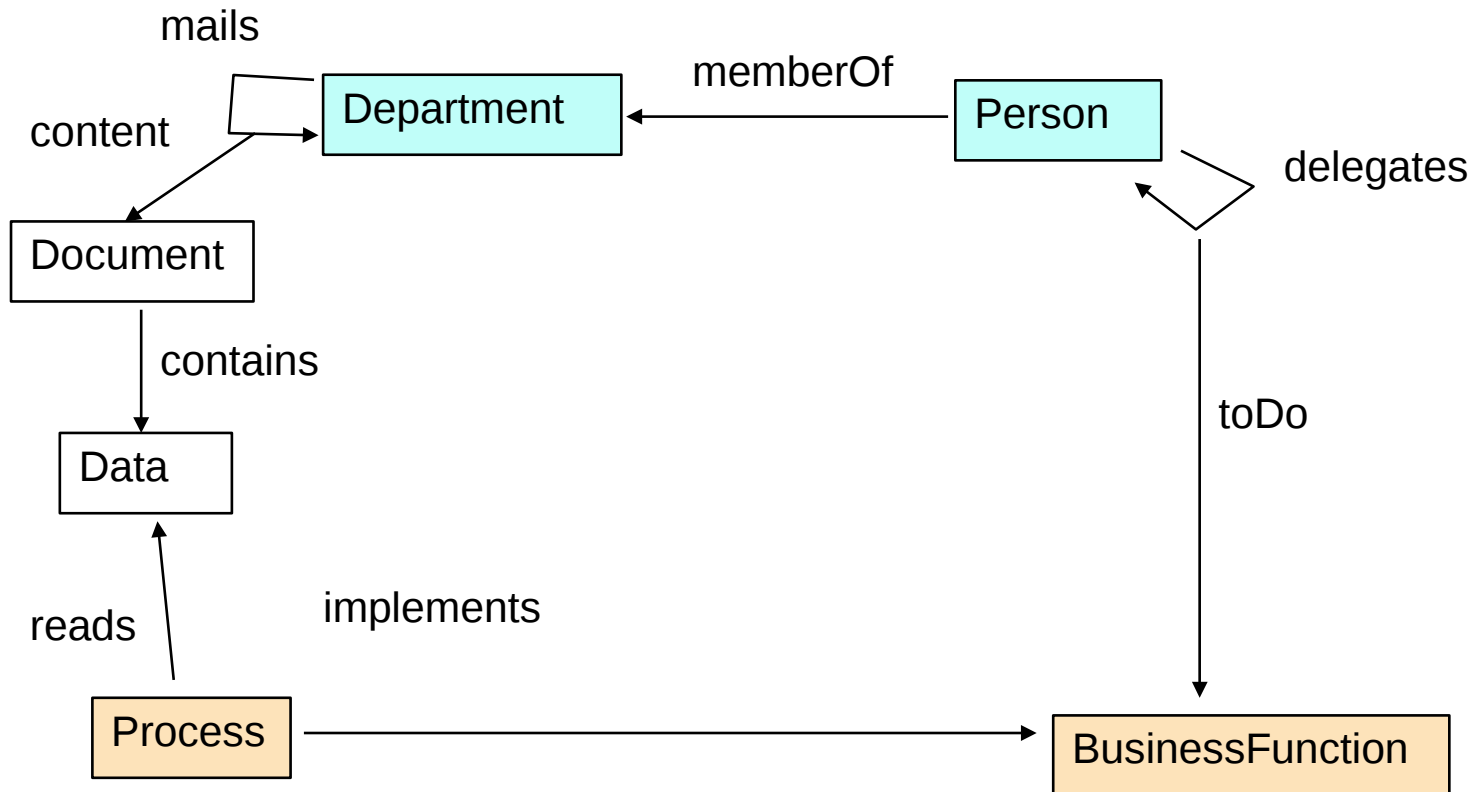 mails
memberOf
Department
Person
content
delegates
Document
contains
toDo
Data
implements
reads
Process
BusinessFunction